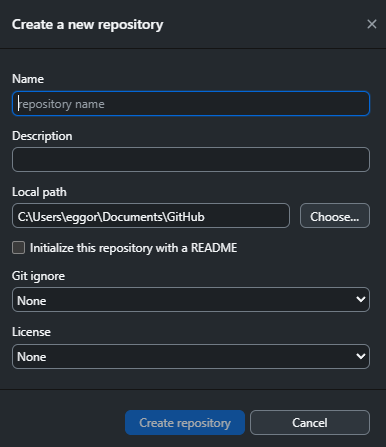 Create a new repository
Name
repository name
Description
Local path
C:\Users\eggor\Documents\GitHub
Choose...
Initialize this repository with a README
Git ignore
None
License
None
Create repository
Cancel